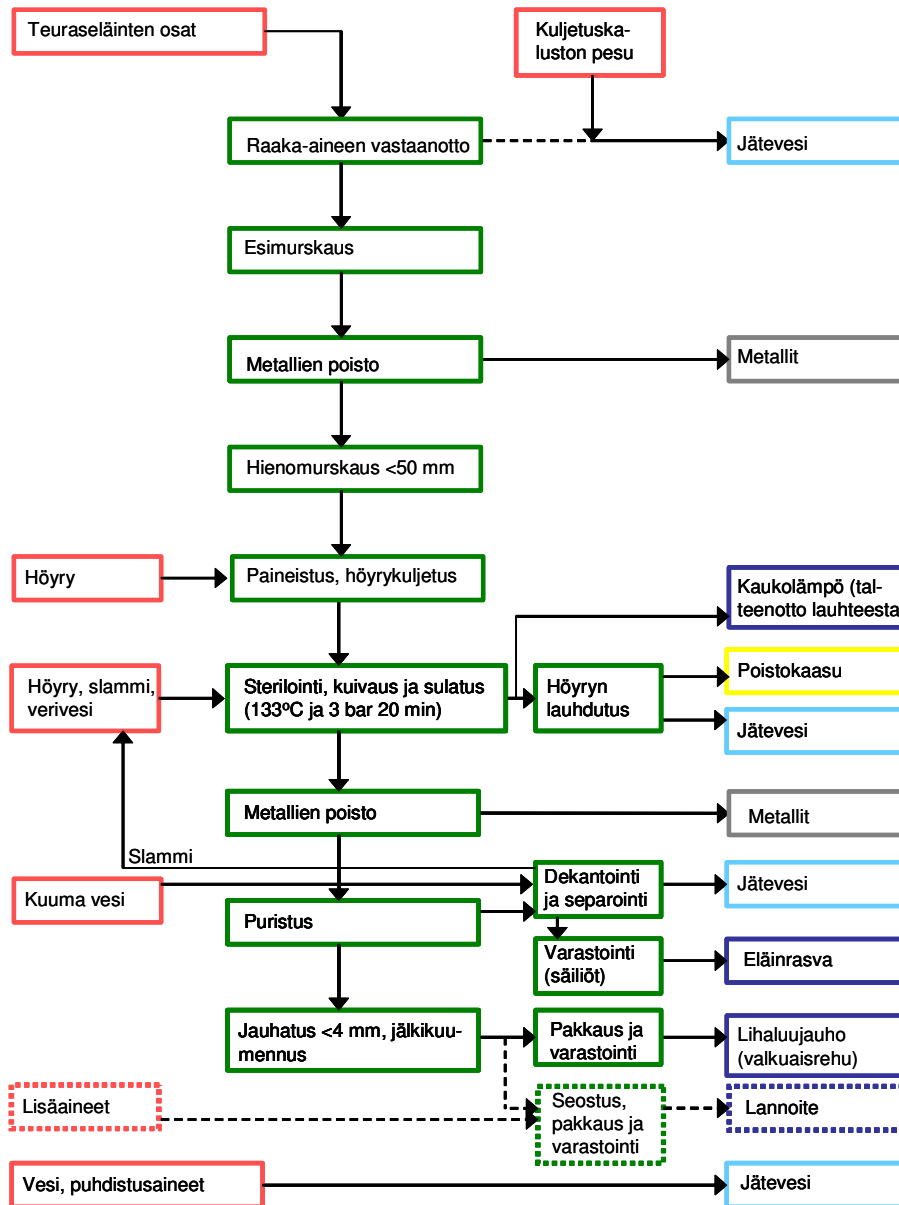 Teuraseläinten osat
Kuljetuska-
luston pesu
Raaka-aineen vastaanotto
Jätevesi
Esimurskaus
Metallien poisto
Metallit
Hienomurskaus <50 mm
Höyry
Paineistus, höyrykuljetus
Kaukolämpö (tal-
teenotto lauhteesta
Höyry, slammi,
verivesi
Sterilointi, kuivaus ja sulatus
(133ºC ja 3 bar 20 min)
Höyryn
lauhdutus
Poistokaasu
Jätevesi
Metallien poisto
Metallit
Slammi
Kuuma vesi
Dekantointi
ja separointi
Jätevesi
Puristus
Varastointi
(säiliöt)
Eläinrasva
Jauhatus <4 mm, jälkikuu-
mennus
Pakkaus ja
varastointi
Lihaluujauho
(valkuaisrehu)
Lisäaineet
Seostus,
pakkaus ja
varastointi
Lannoite
Vesi, puhdistusaineet
Jätevesi